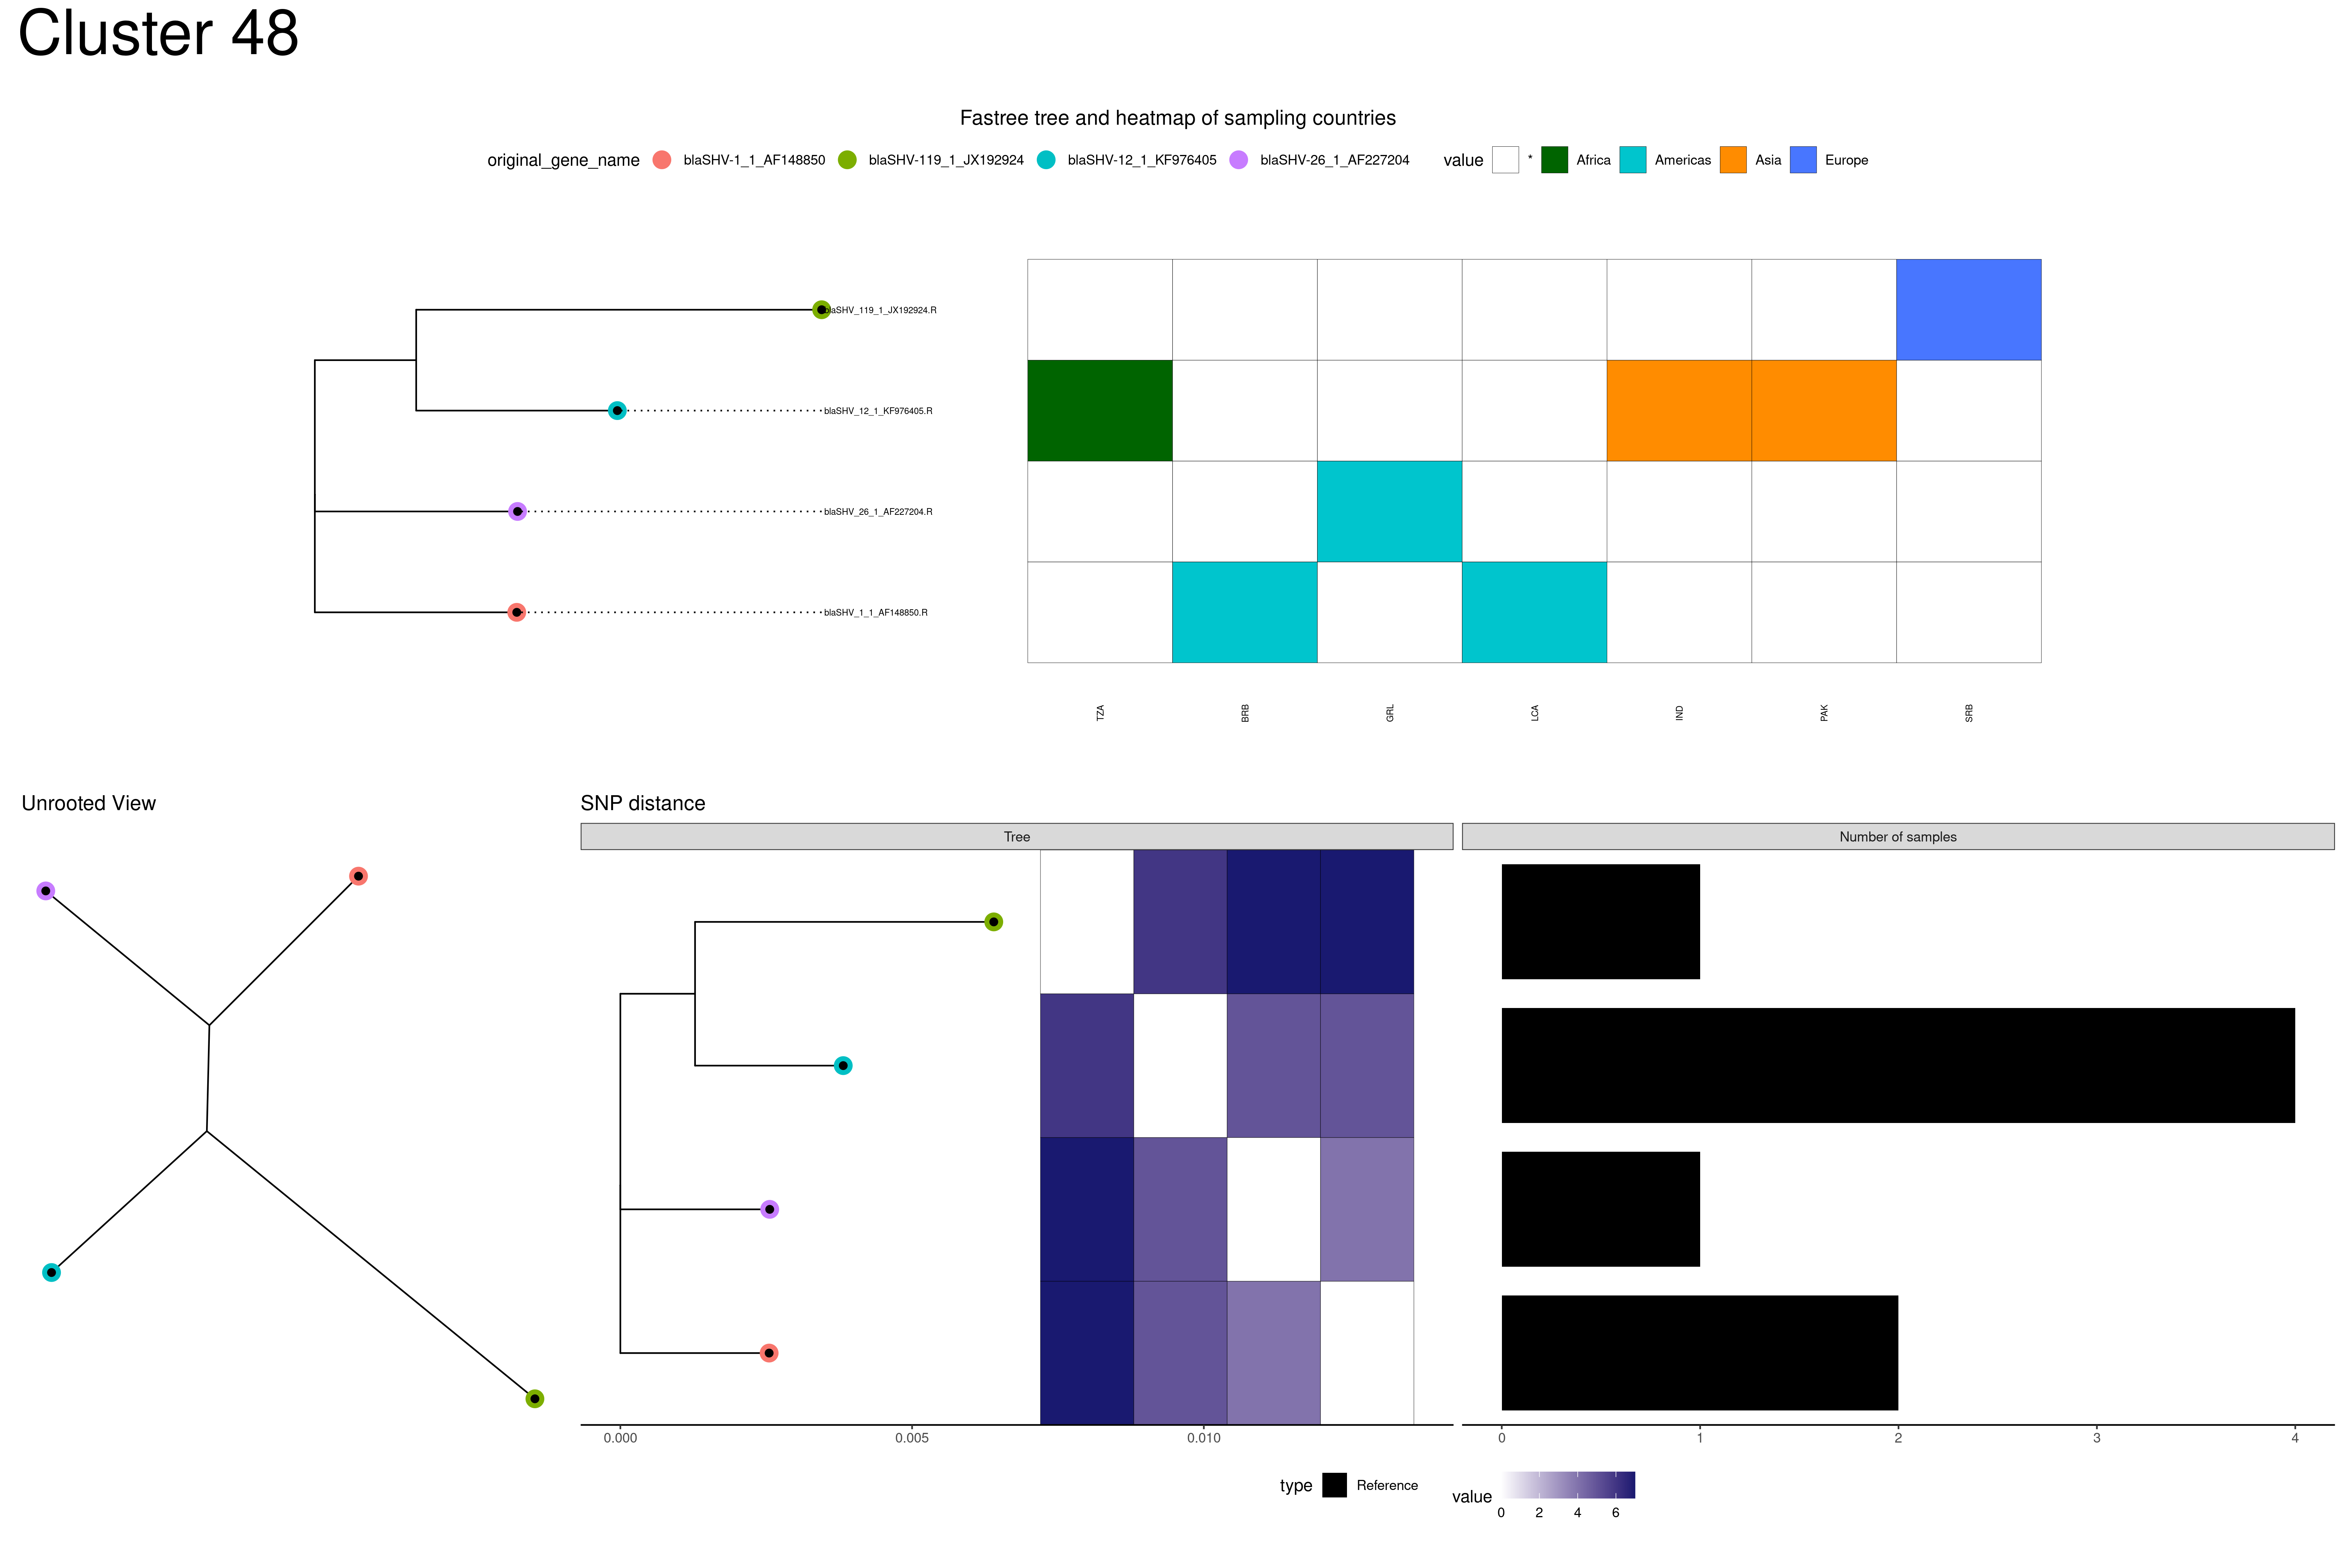 Cluster 48
Fastree tree and heatmap of sampling countries
original_gene_name blaSHV-1_1_AF148850 blaSHV-119_1_JX192924 blaSHV-12_1_KF976405 blaSHV-26_1_AF227204 value * Africa Americas Asia Europe
blaSHV_119_1_JX192924.R
blaSHV_12_1_KF976405.R
blaSHV_26_1_AF227204.R
blaSHV_1_1_AF148850.R
TZA BRB GRL LCA IND PAK SRB
Unrooted View
SNP distance
Tree Number of samples
0.000 0.005 0.010 0 1 2 3 4
type Reference value
0 2 4 6